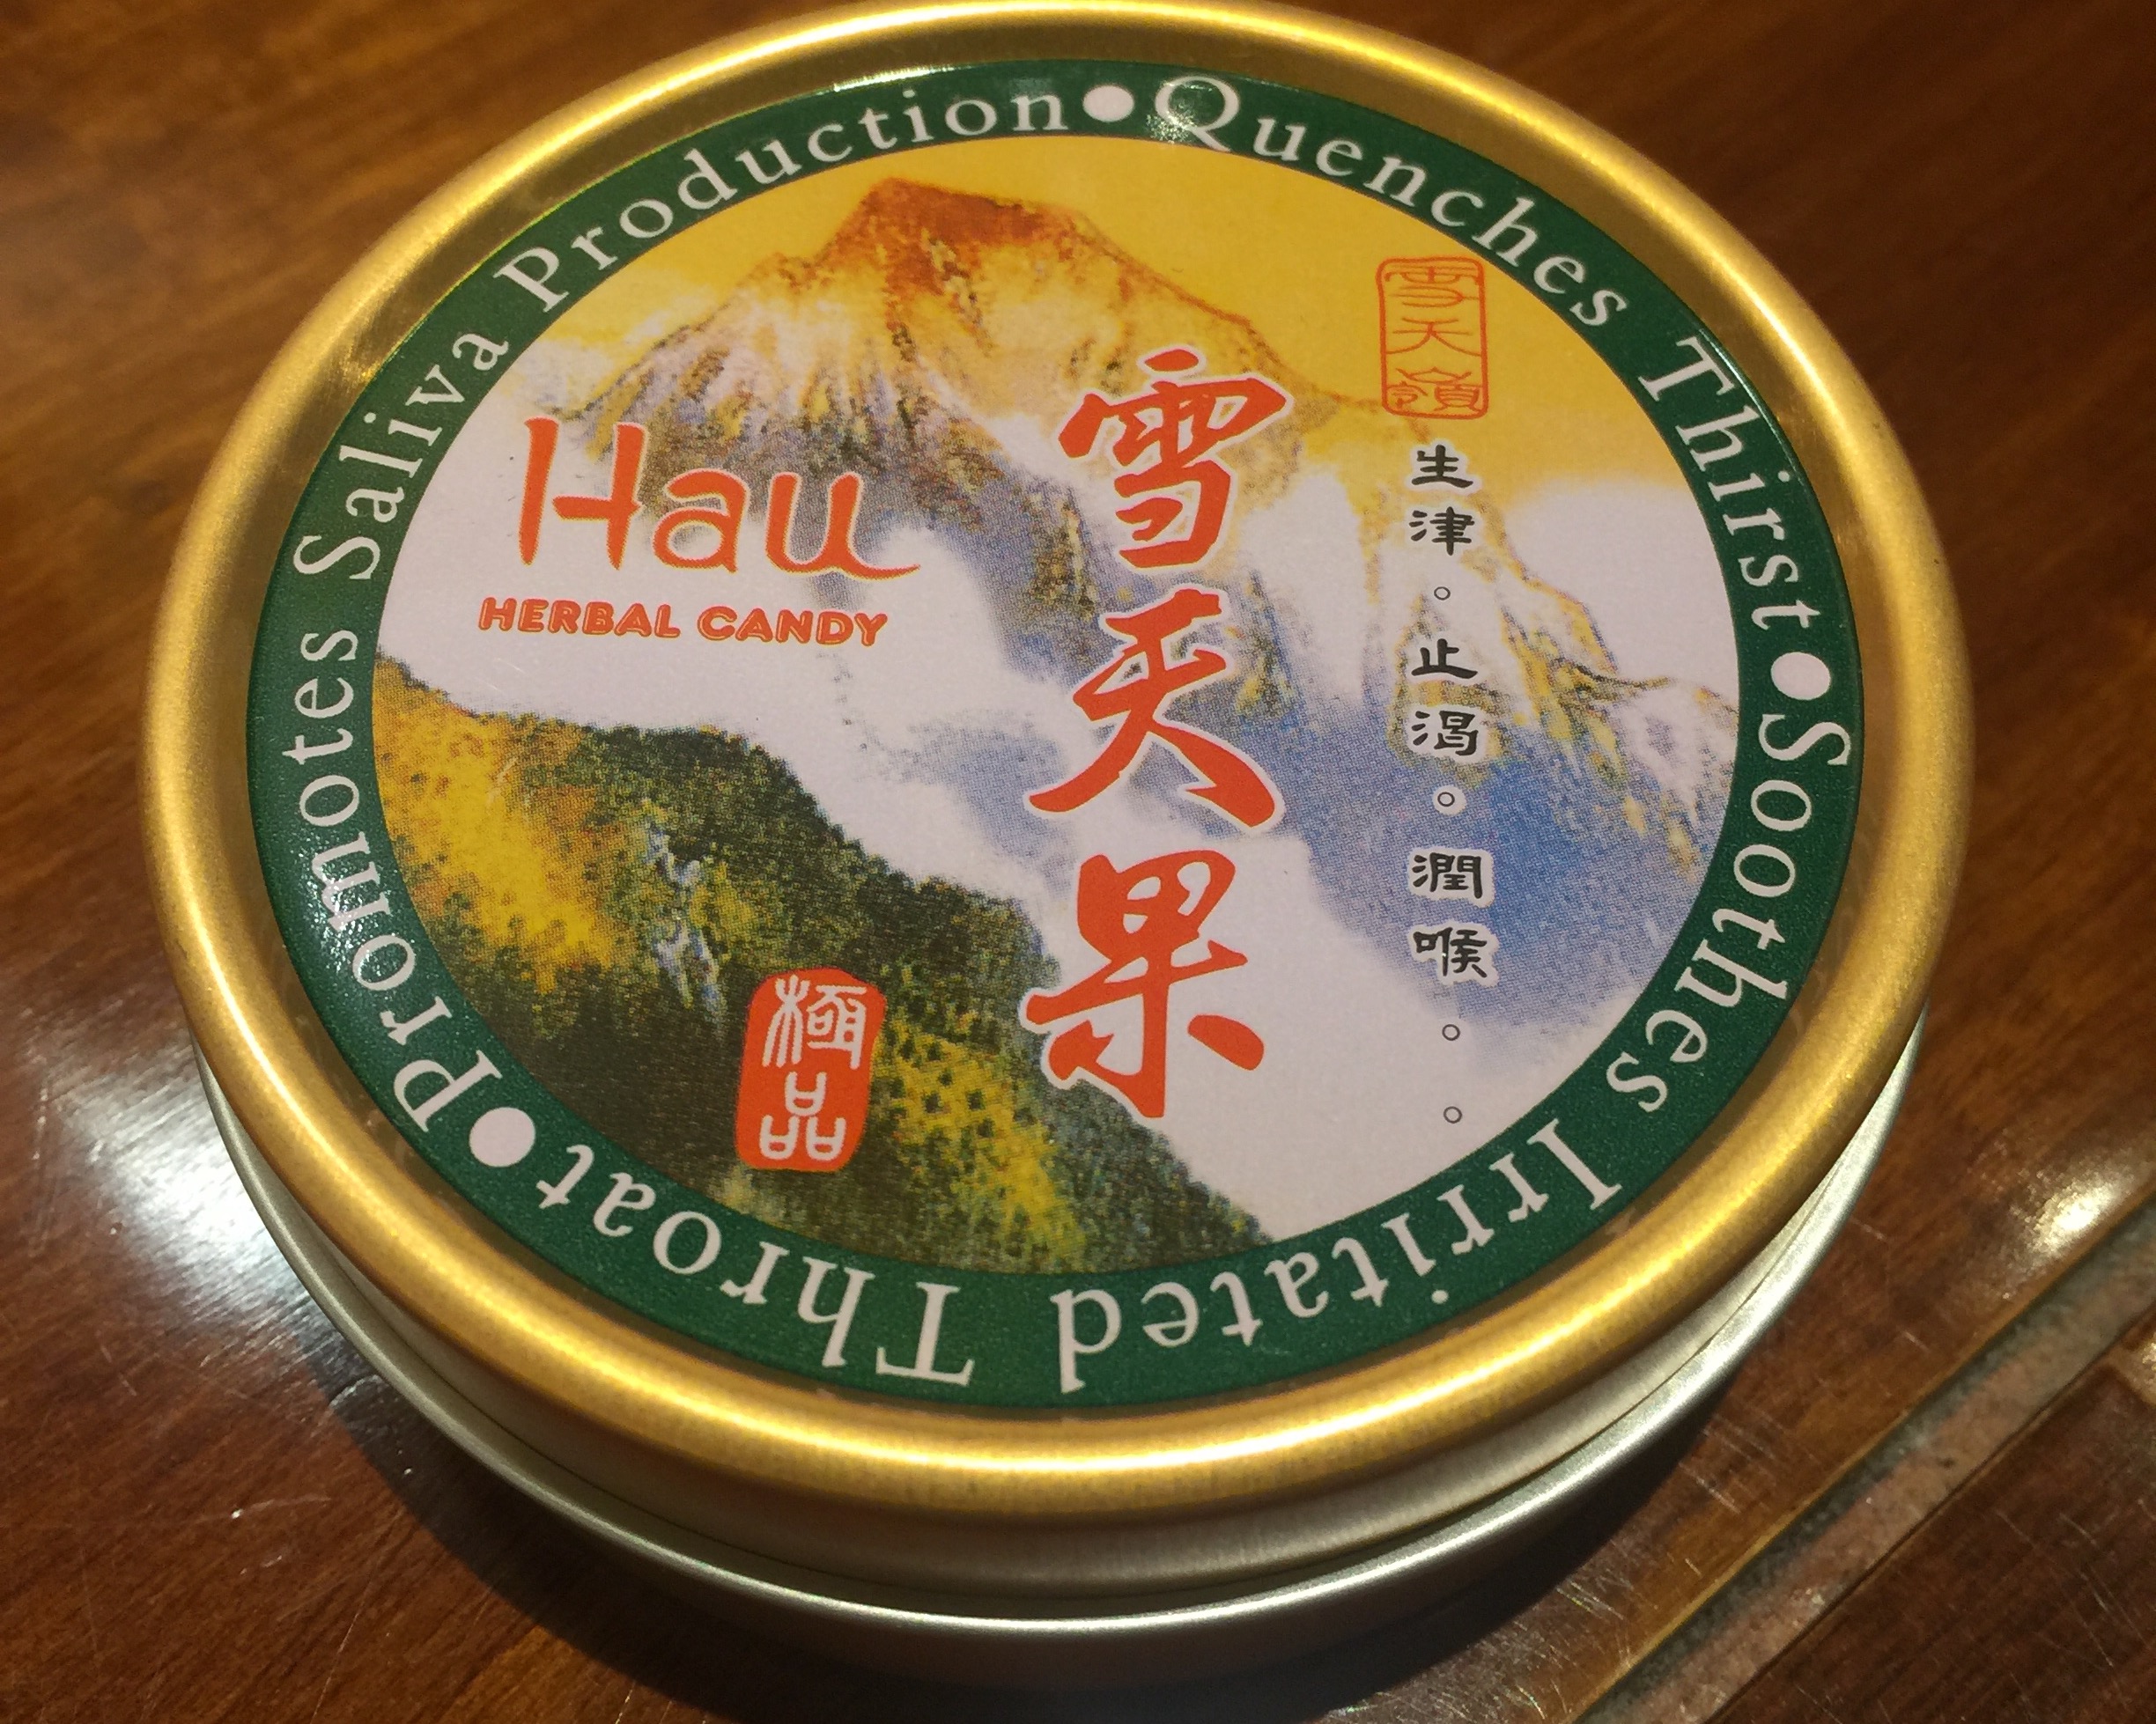 Promotes Saliva Production●Quenches Thirst●Soothes Irritated Throat●
Hau
HERBAL CANDY
雪天果
雪天嶺
生津。止渴。潤喉。。
極品